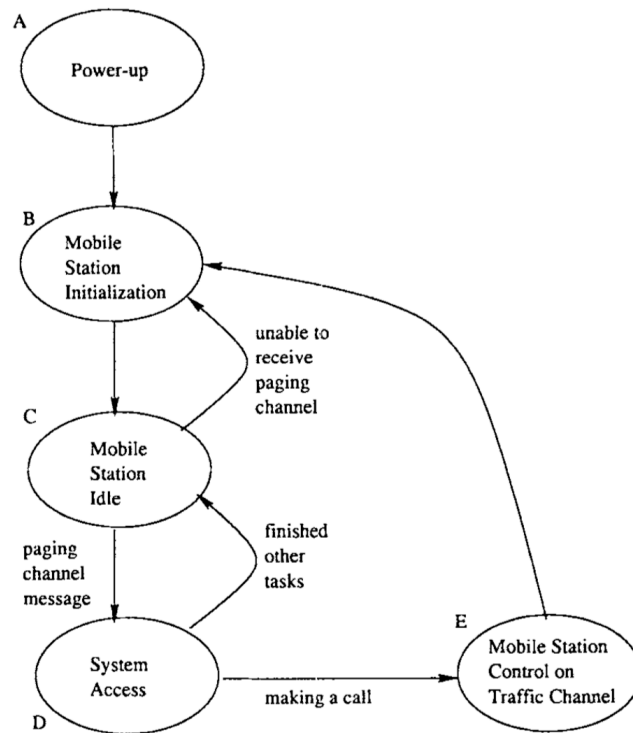 A
Power-up
B
Mobile
Station
Initialization
unable to
receive
paging
channel
C
Mobile
Station
Idle
finished
other
tasks
paging
channel
message
System
Access
D
making a call
E
Mobile Station
Control on
Traffic Channel